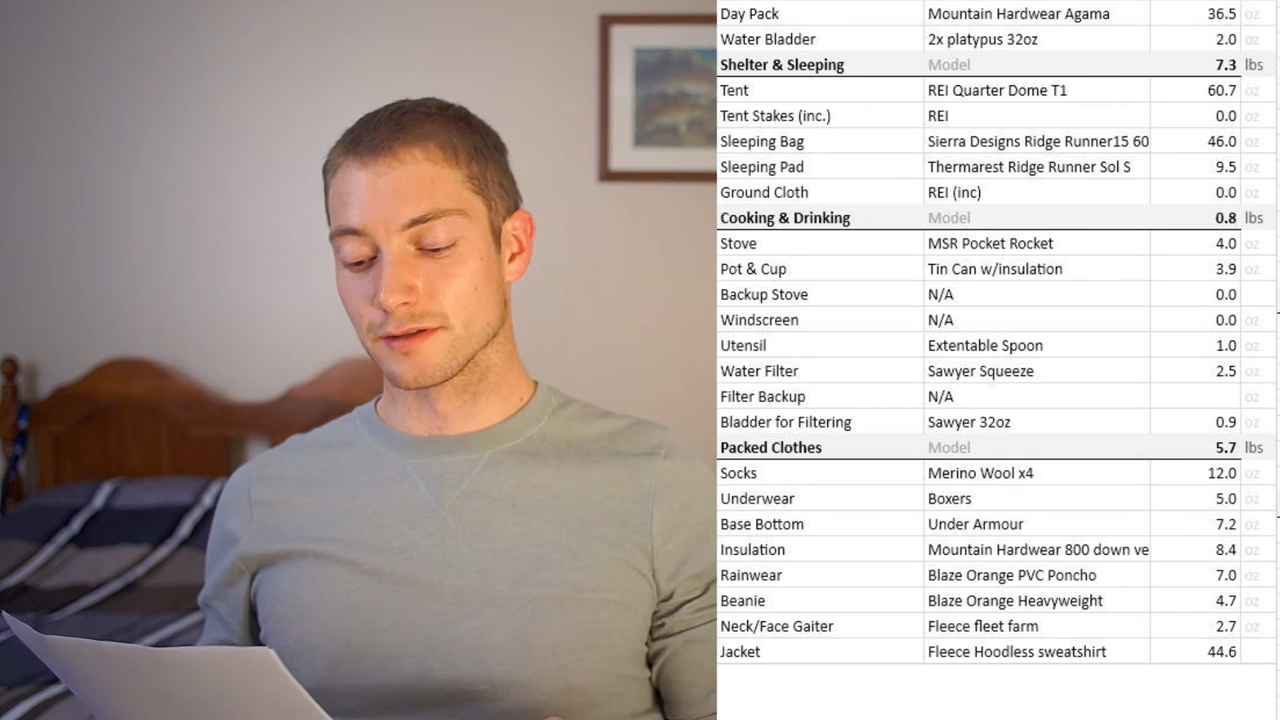 Day Pack Mountain Hardwear Agama 36.5 oz
Water Bladder 2x platypus 32oz 2.0 oz
Shelter & Sleeping Model 7.3 lbs
Tent REI Quarter Dome T1 60.7 oz
Tent Stakes (inc.) REI 0.0 oz
Sleeping Bag Sierra Designs Ridge Runner15 60 46.0 oz
Sleeping Pad Thermarest Ridge Runner Sol S 9.5 oz
Ground Cloth REI (inc) 0.0 oz
Cooking & Drinking Model 0.8 lbs
Stove MSR Pocket Rocket 4.0 oz
Pot & Cup Tin Can w/insulation 3.9 oz
Backup Stove N/A 0.0
Windscreen N/A 0.0 oz
Utensil Extentable Spoon 1.0 oz
Water Filter Sawyer Squeeze 2.5 oz
Filter Backup N/A oz
Bladder for Filtering Sawyer 32oz 0.9 oz
Packed Clothes Model 5.7 lbs
Socks Merino Wool x4 12.0 oz
Underwear Boxers 5.0 oz
Base Bottom Under Armour 7.2 oz
Insulation Mountain Hardwear 800 down ve 8.4 oz
Rainwear Blaze Orange PVC Poncho 7.0 oz
Beanie Blaze Orange Heavyweight 4.7 oz
Neck/Face Gaiter Fleece fleet farm 2.7 oz
Jacket Fleece Hoodless sweatshirt 44.6